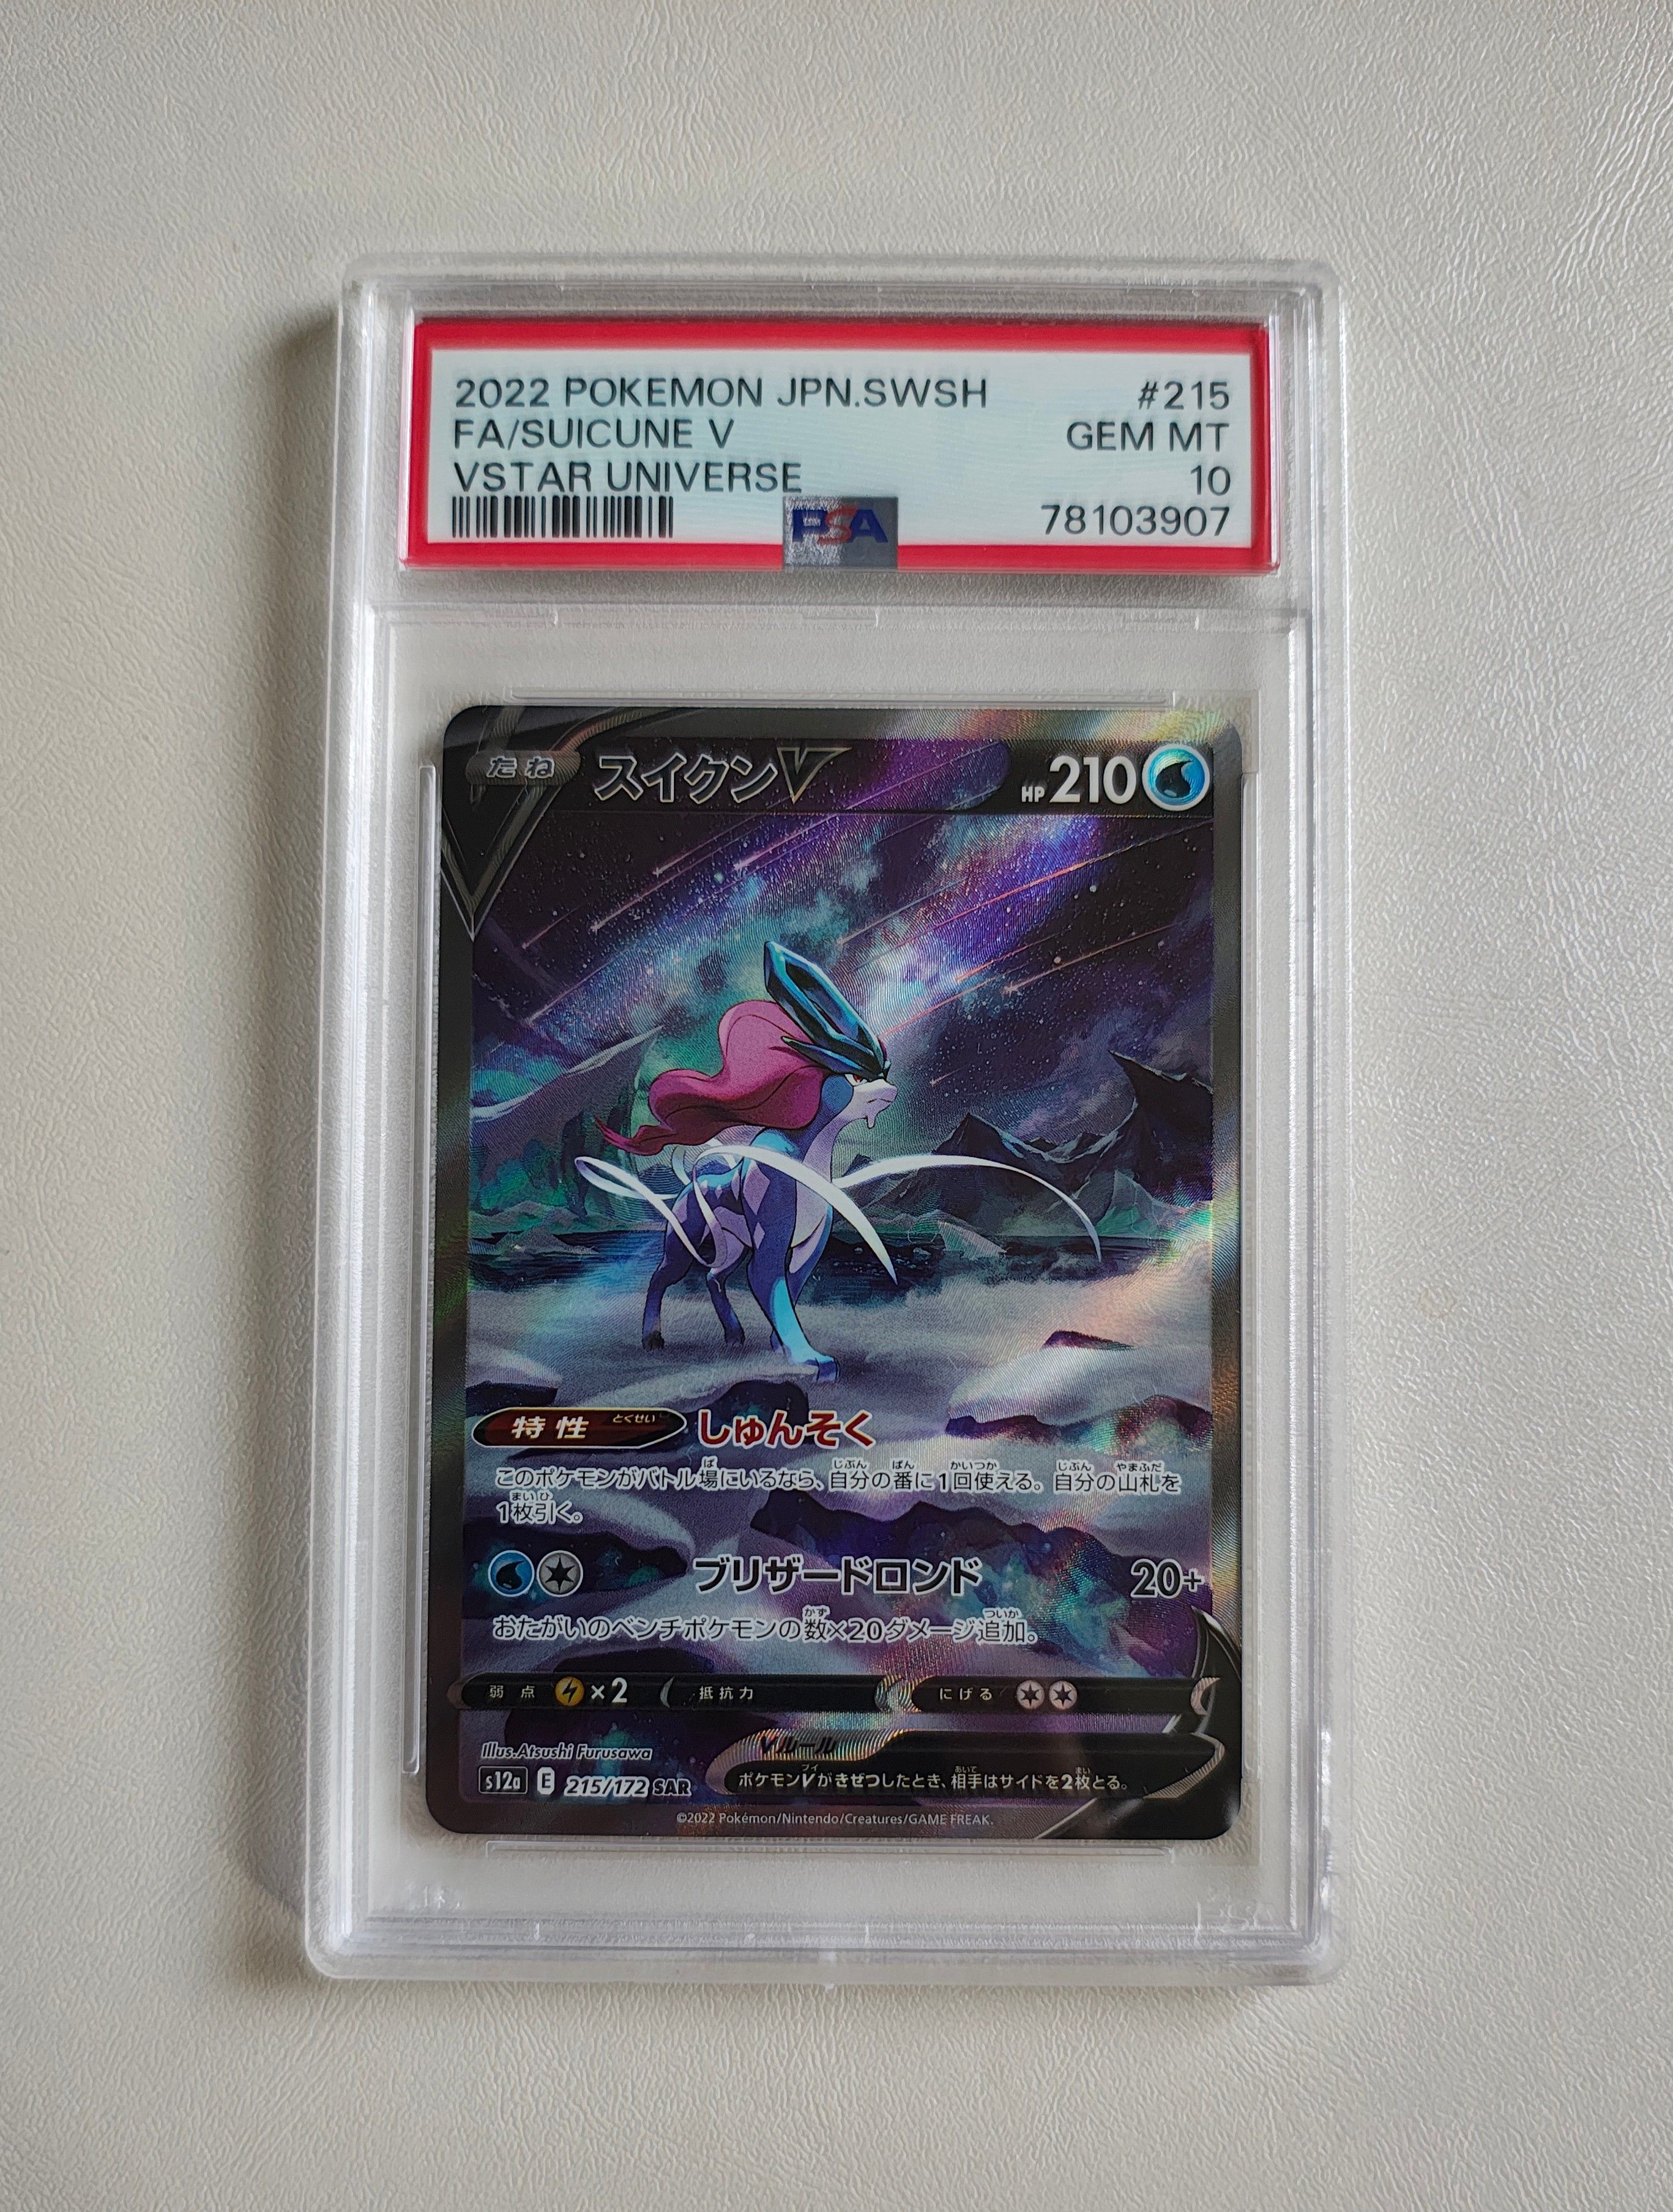 2022 POKEMON JPN.SWSH #215
FA/SUICUNE V GEM MT
VSTAR UNIVERSE 10
PSA 78103907
たね スイクンV HP 210
特性 とくせい しゅんそく
このポケモンがバトル場にいるなら、自分の番に1回使える。自分の山札を
1枚引く。
ブリザードロンド 20+
おたがいのベンチポケモンの数×20ダメージ追加。
弱点 ×2 抵抗力 にげる
Illus.Atsushi Furusawa
Vルール
s12a E 215/172 SAR
ポケモンVがきぜつしたとき、相手はサイドを2枚とる。
©2022 Pokémon/Nintendo/Creatures/GAME FREAK.